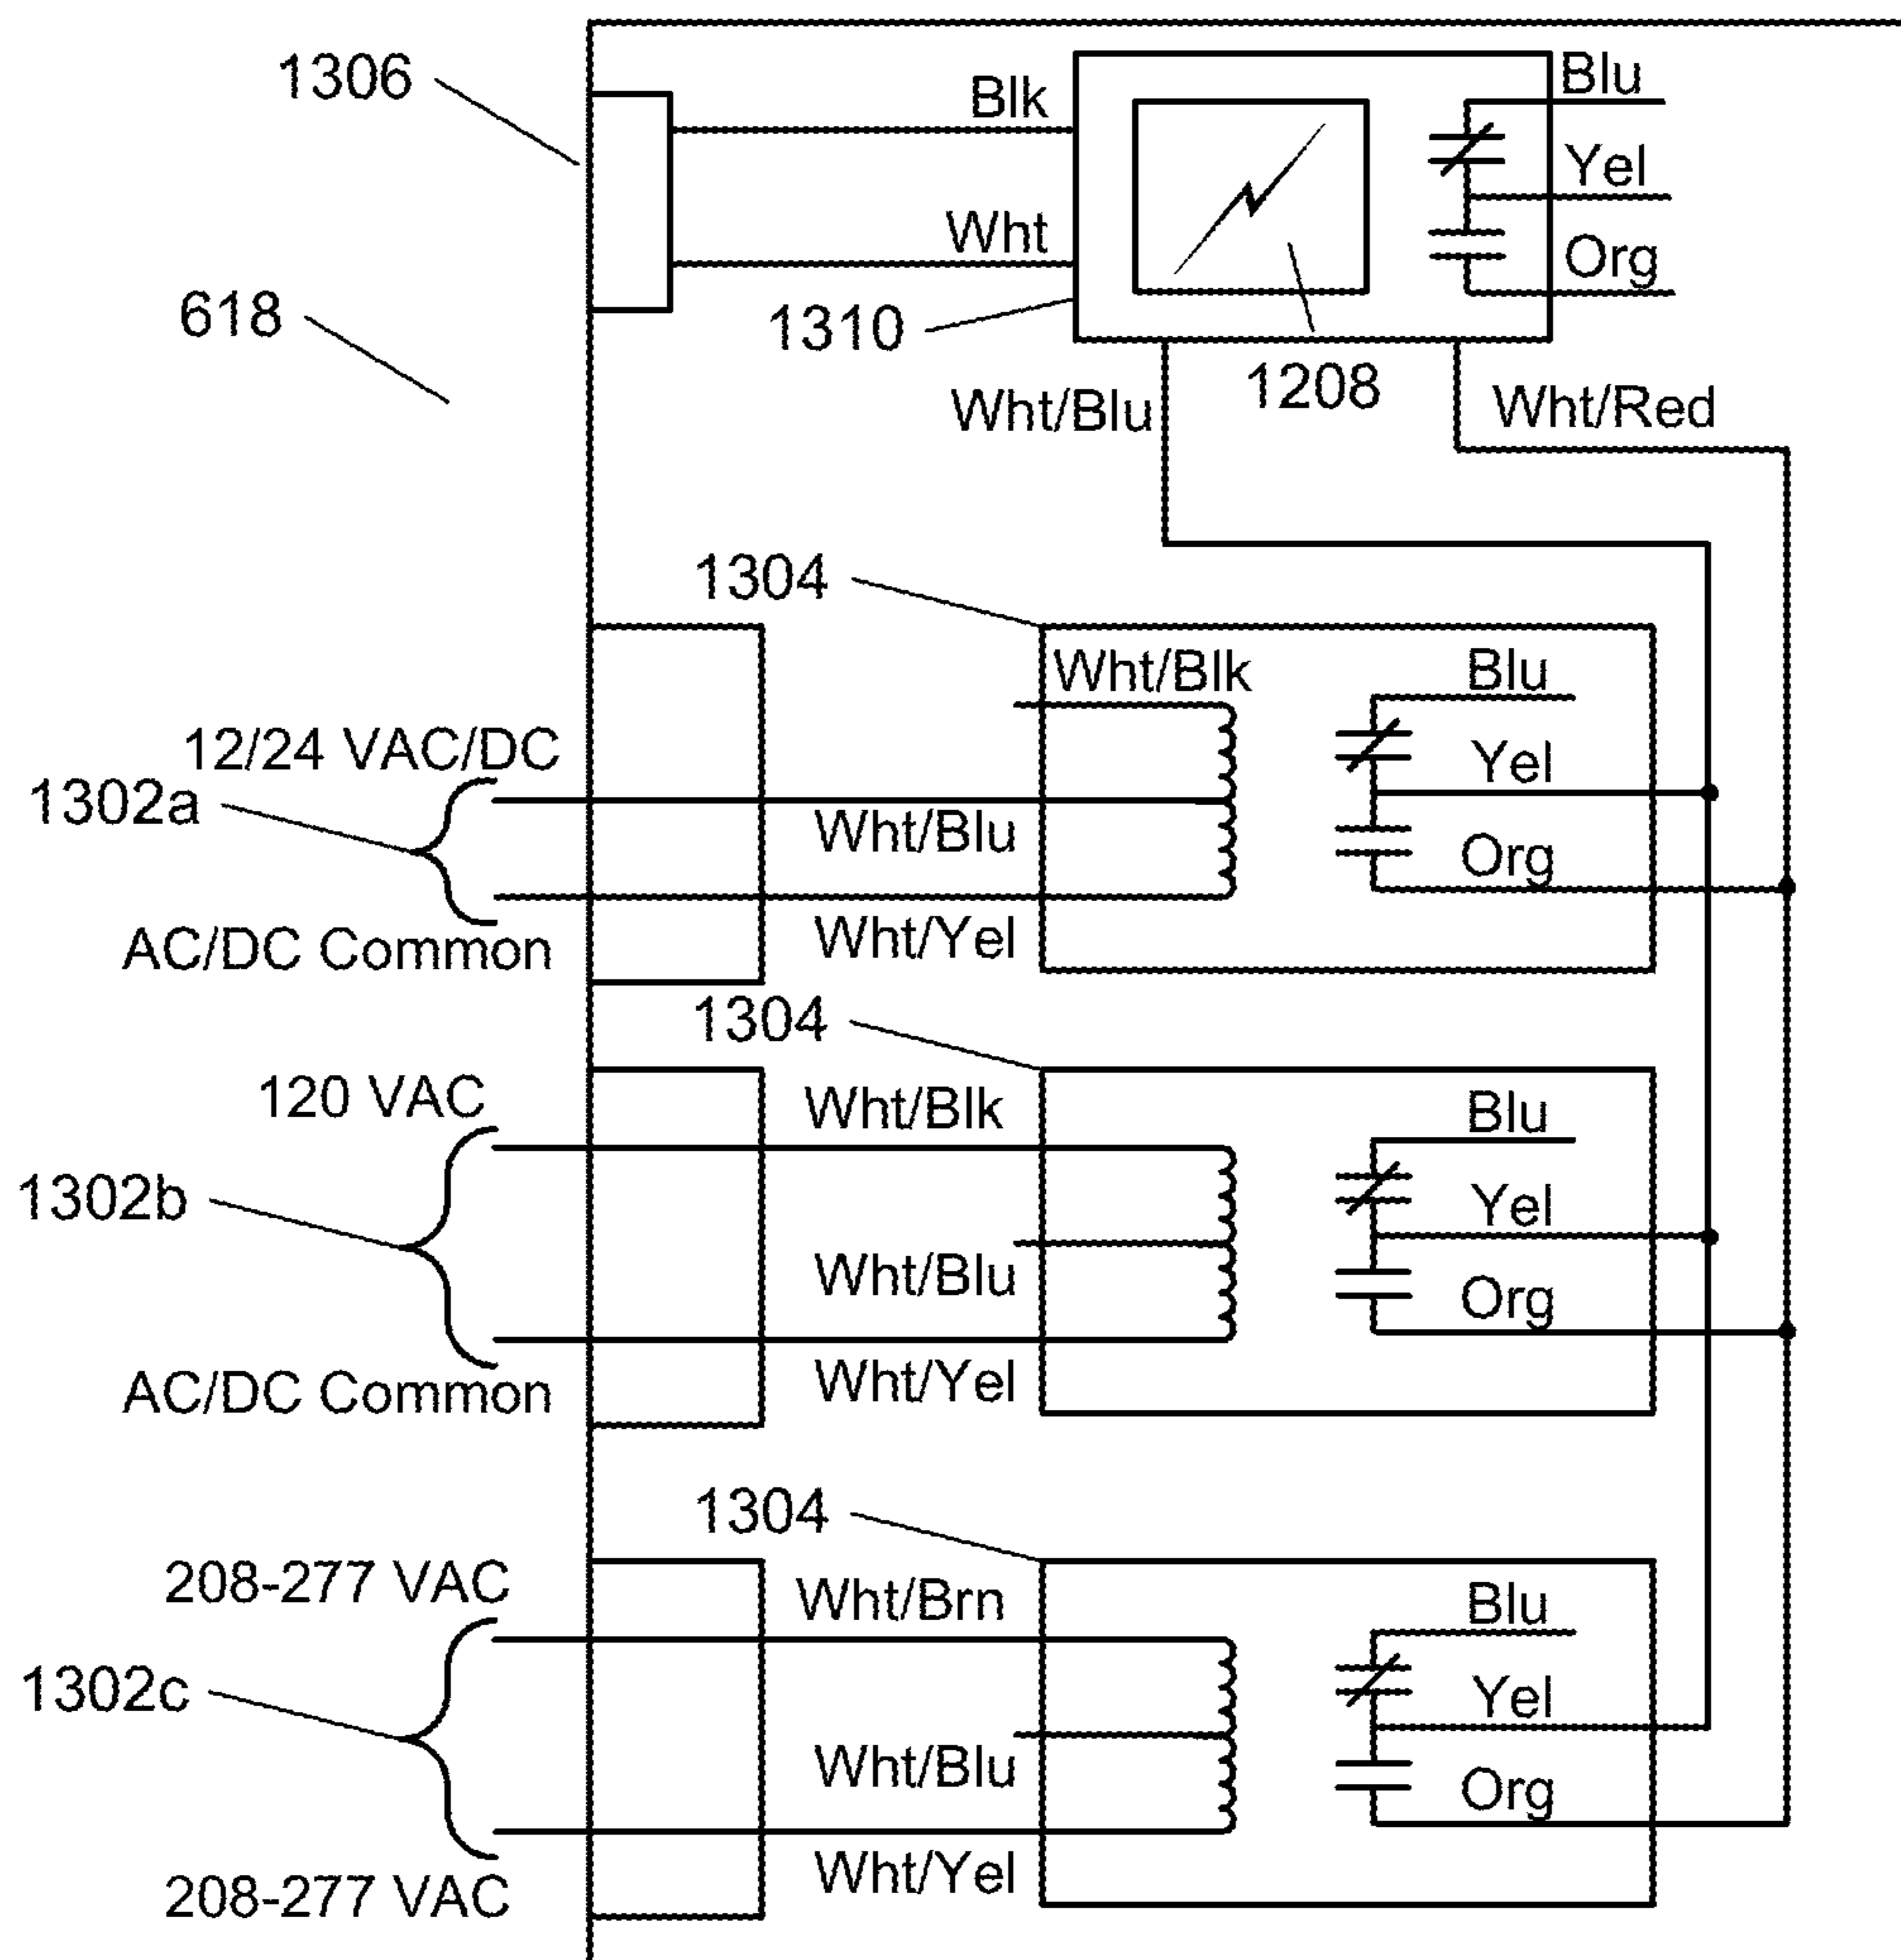 1306
Blk
Blu
Yel
Wht
Org
618
1310
1208
Wht/Blu
Wht/Red
1304
Wht/Blk
Blu
12/24 VAC/DC
Yel
1302a
Wht/Blu
Org
AC/DC Common
Wht/Yel
1304
120 VAC
Wht/Blk
Blu
1302b
Yel
Wht/Blu
Org
AC/DC Common
Wht/Yel
1304
208-277 VAC
Wht/Brn
Blu
1302c
Yel
Wht/Blu
Org
208-277 VAC
Wht/Yel